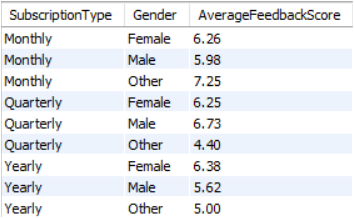 SubscriptionType Gender AverageFeedbackScore
Monthly Female 6.26
Monthly Male 5.98
Monthly Other 7.25
Quarterly Female 6.25
Quarterly Male 6.73
Quarterly Other 4.40
Yearly Female 6.38
Yearly Male 5.62
Yearly Other 5.00